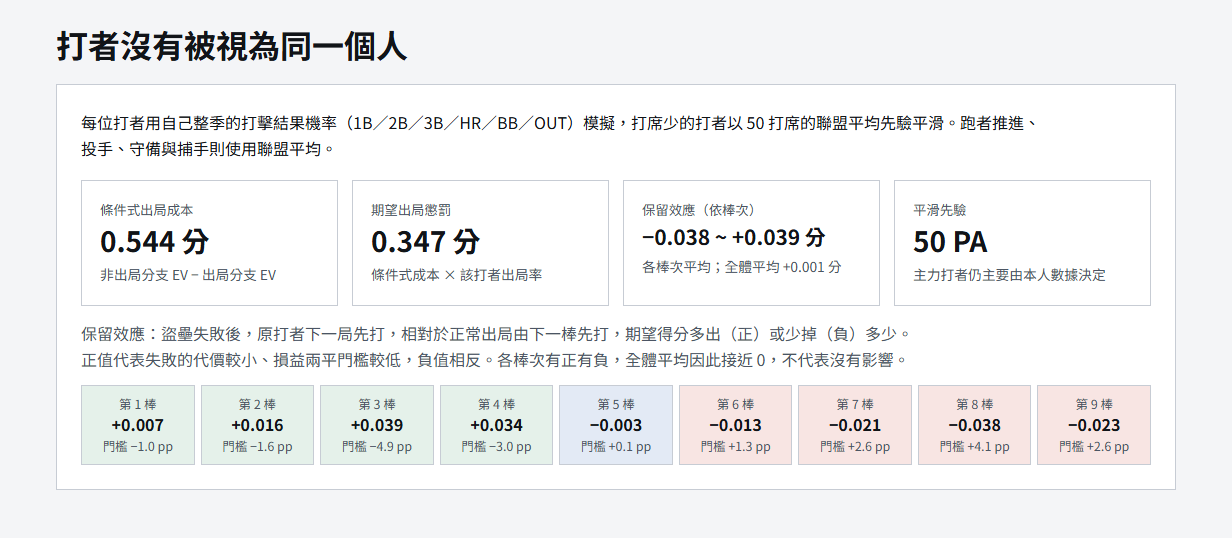 打者沒有被視為同一個人
每位打者用自己整季的打擊結果機率（1B／2B／3B／HR／BB／OUT）模擬，打席少的打者以 50 打席的聯盟平均先驗平滑。跑者推進、
投手、守備與捕手則使用聯盟平均。
條件式出局成本
0.544 分
非出局分支 EV − 出局分支 EV
期望出局懲罰
0.347 分
條件式成本 × 該打者出局率
保留效應（依棒次）
−0.038 ~ +0.039 分
各棒次平均；全體平均 +0.001 分
平滑先驗
50 PA
主力打者仍主要由本人數據決定
保留效應：盜壘失敗後，原打者下一局先打，相對於正常出局由下一棒先打，期望得分多出（正）或少掉（負）多少。
正值代表失敗的代價較小、損益兩平門檻較低，負值相反。各棒次有正有負，全體平均因此接近 0，不代表沒有影響。
第 1 棒
+0.007
門檻 −1.0 pp
第 2 棒
+0.016
門檻 −1.6 pp
第 3 棒
+0.039
門檻 −4.9 pp
第 4 棒
+0.034
門檻 −3.0 pp
第 5 棒
−0.003
門檻 +0.1 pp
第 6 棒
−0.013
門檻 +1.3 pp
第 7 棒
−0.021
門檻 +2.6 pp
第 8 棒
−0.038
門檻 +4.1 pp
第 9 棒
−0.023
門檻 +2.6 pp